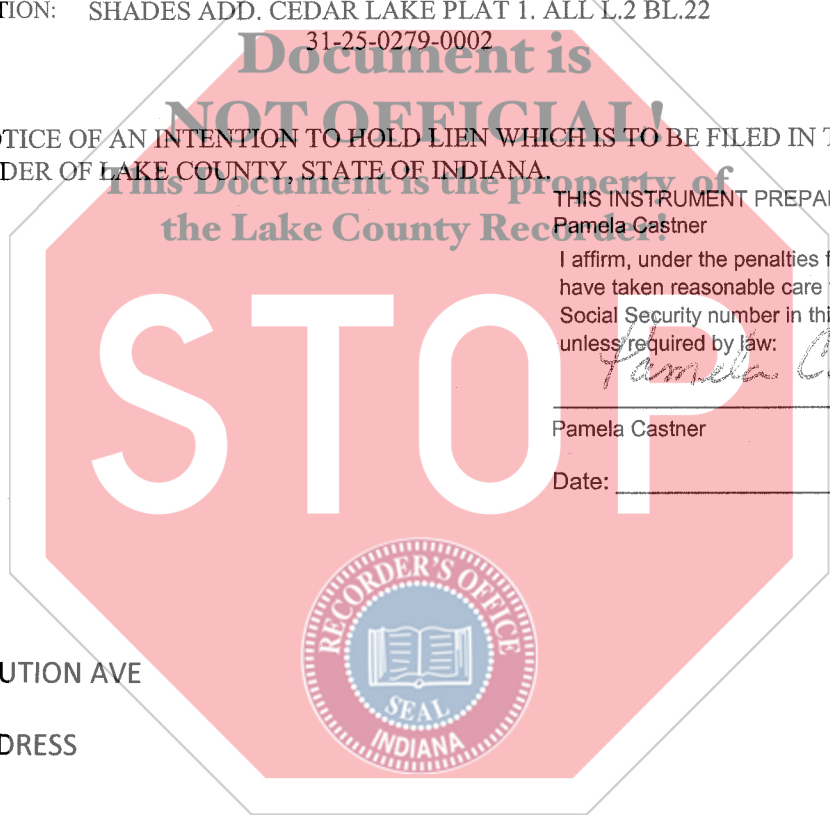 TION: SHADES ADD. CEDAR LAKE PLAT 1. ALL L.2 BL.22
31-25-0279-0002
Document is
NOT OFFICIAL!
OTICE OF AN INTENTION TO HOLD LIEN WHICH IS TO BE FILED IN T
DER OF LAKE COUNTY, STATE OF INDIANA.
This Document is the property of
the Lake County Recorder!
THIS INSTRUMENT PREPA
Pamela Castner
I affirm, under the penalties f
have taken reasonable care
Social Security number in thi
unless required by law:
Pamela C
Pamela Castner
Date:
STOP
RECORDER'S OFFICE
SEAL
INDIANA
UTION AVE
DRESS